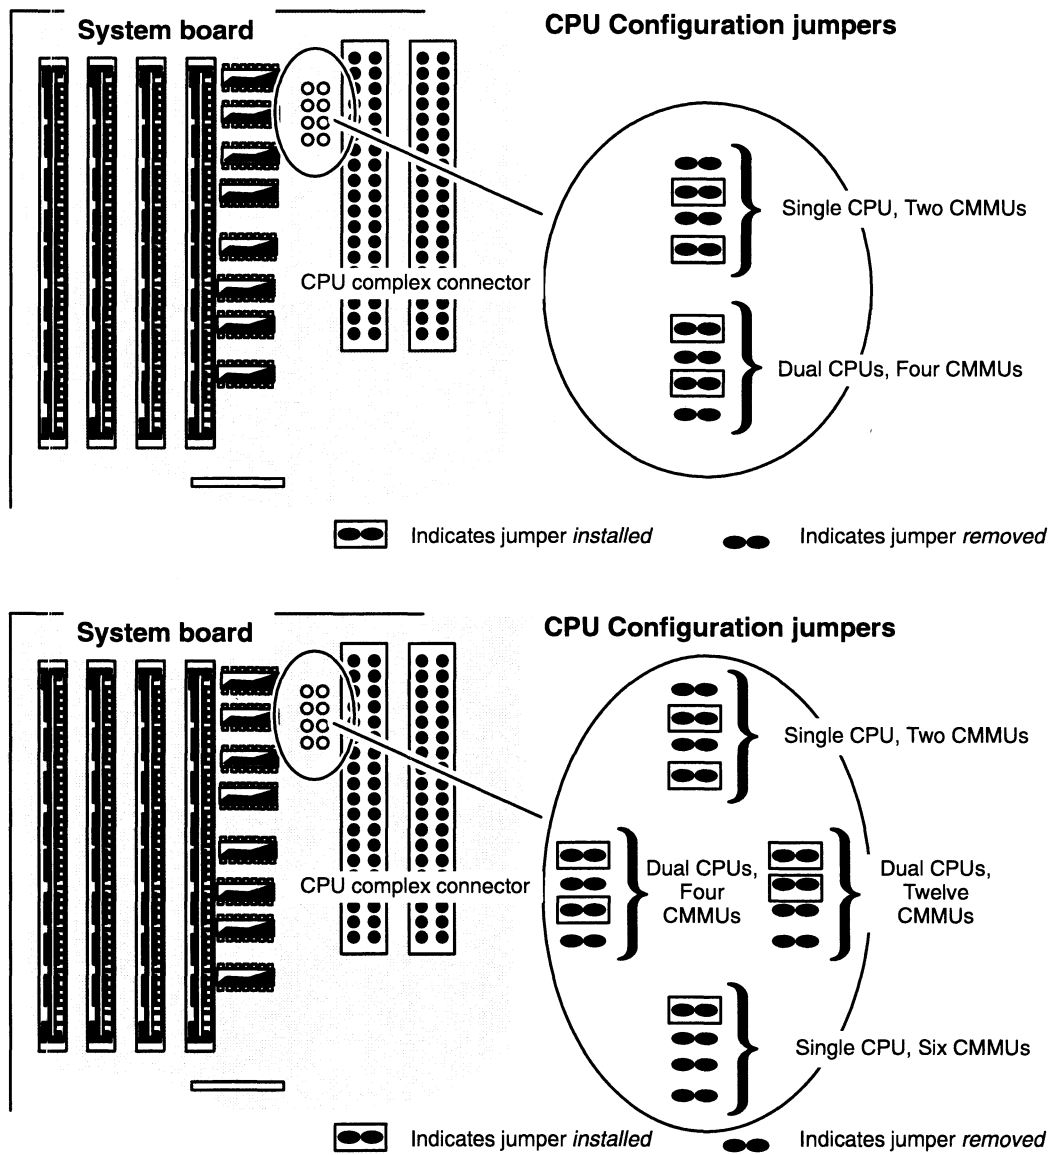 System board
CPU Configuration jumpers
Single CPU, Two CMMUs
CPU complex connector
Dual CPUs, Four CMMUs
Indicates jumper installed
Indicates jumper removed
System board
CPU Configuration jumpers
Single CPU, Two CMMUs
Dual CPUs,
Four
CMMUs
Dual CPUs,
Twelve
CMMUs
CPU complex connector
Single CPU, Six CMMUs
Indicates jumper installed
Indicates jumper removed